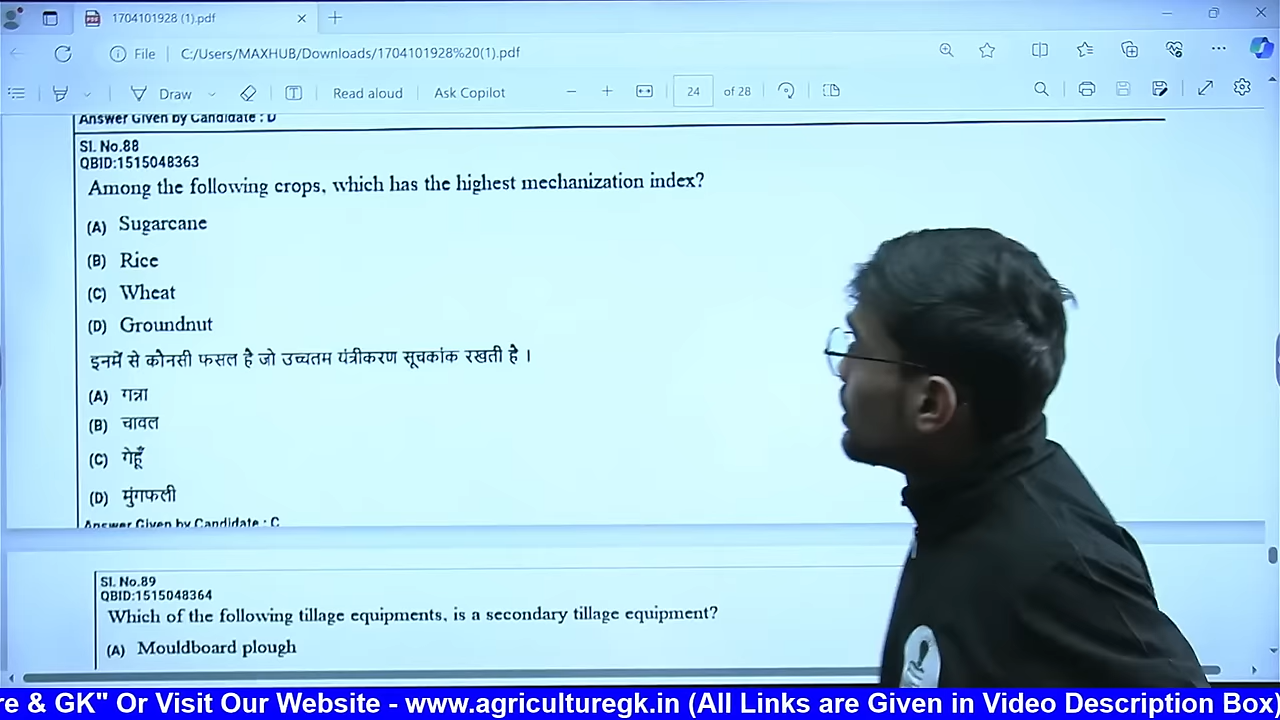 1704101928 (1).pdf
File
C:/Users/MAXHUB/Downloads/1704101928%20(1).pdf
Draw
Read aloud
Ask Copilot
24
of 28
Answer Given by Candidate : D
SI. No.88
QBID:1515048363
Among the following crops, which has the highest mechanization index?
(A) Sugarcane
(B) Rice
(C) Wheat
(D) Groundnut
इनमें से कौनसी फसल है जो उच्चतम यंत्रीकरण सूचकांक रखती है ।
(A) गन्ना
(B) चावल
(C) गेहूँ
(D) मुंगफली
Answer Given by Candidate : C
SI. No.89
QBID:1515048364
Which of the following tillage equipments, is a secondary tillage equipment?
(A) Mouldboard plough
re & GK" Or Visit Our Website - www.agriculturegk.in (All Links are Given in Video Description Box)